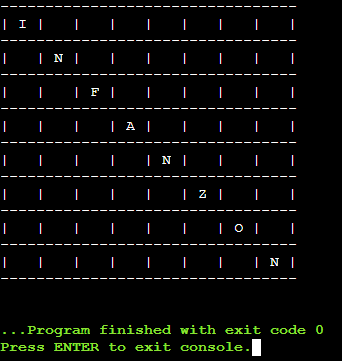 ---------------------------------
| I |   |   |   |   |   |   |   |
---------------------------------
|   | N |   |   |   |   |   |   |
---------------------------------
|   |   | F |   |   |   |   |   |
---------------------------------
|   |   |   | A |   |   |   |   |
---------------------------------
|   |   |   |   | N |   |   |   |
---------------------------------
|   |   |   |   |   | Z |   |   |
---------------------------------
|   |   |   |   |   |   | O |   |
---------------------------------
|   |   |   |   |   |   |   | N |
---------------------------------
...Program finished with exit code 0
Press ENTER to exit console.